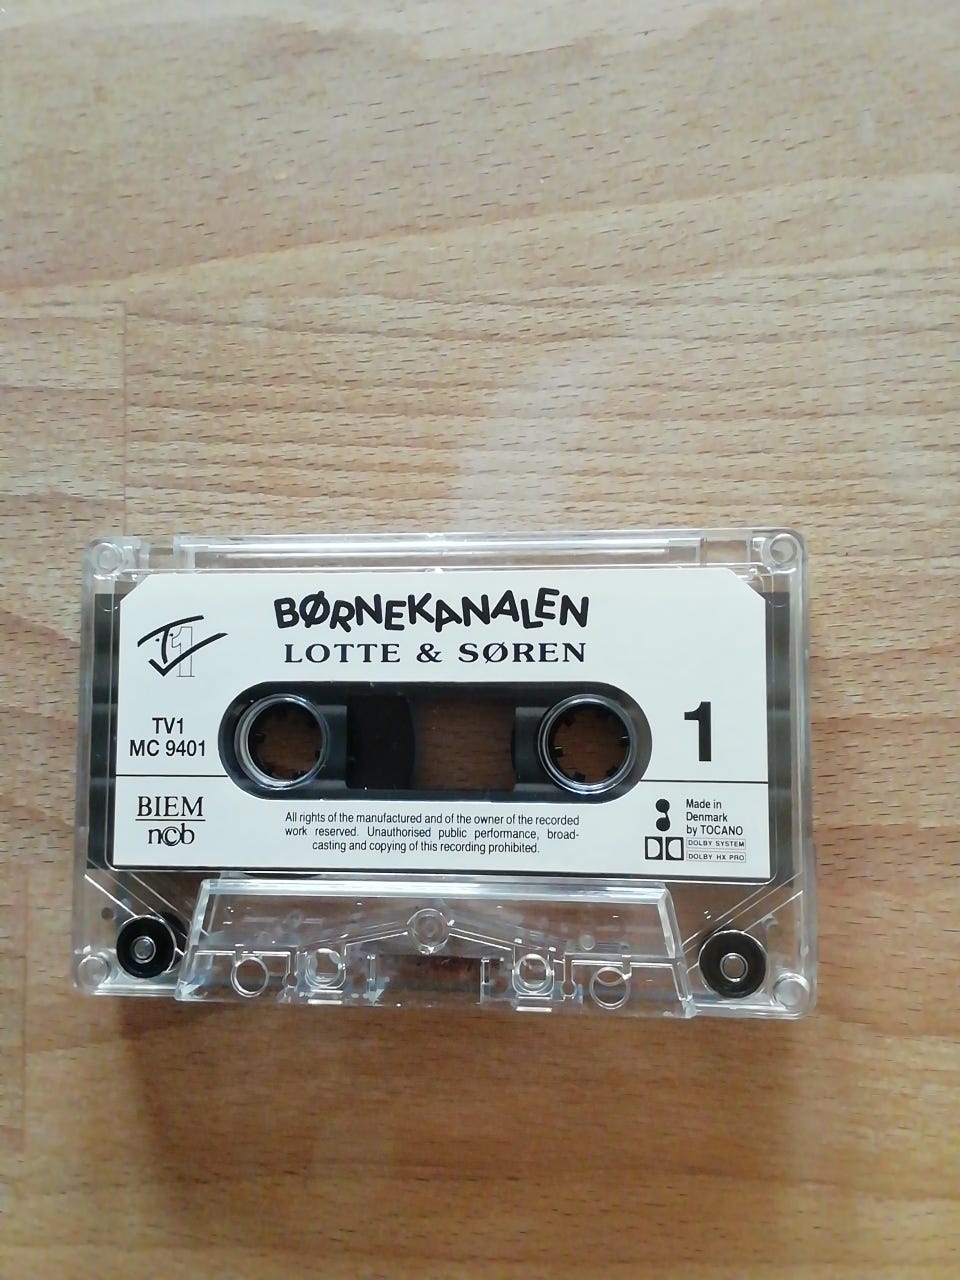 BØRNEKANALEN
LOTTE & SØREN
TV1
TV1
MC 9401
1
BIEM
ncb
All rights of the manufactured and of the owner of the recorded
work reserved. Unauthorised public performance, broad-
casting and copying of this recording prohibited.
Made in
Denmark
by TOCANO
DOLBY SYSTEM
DOLBY HX PRO